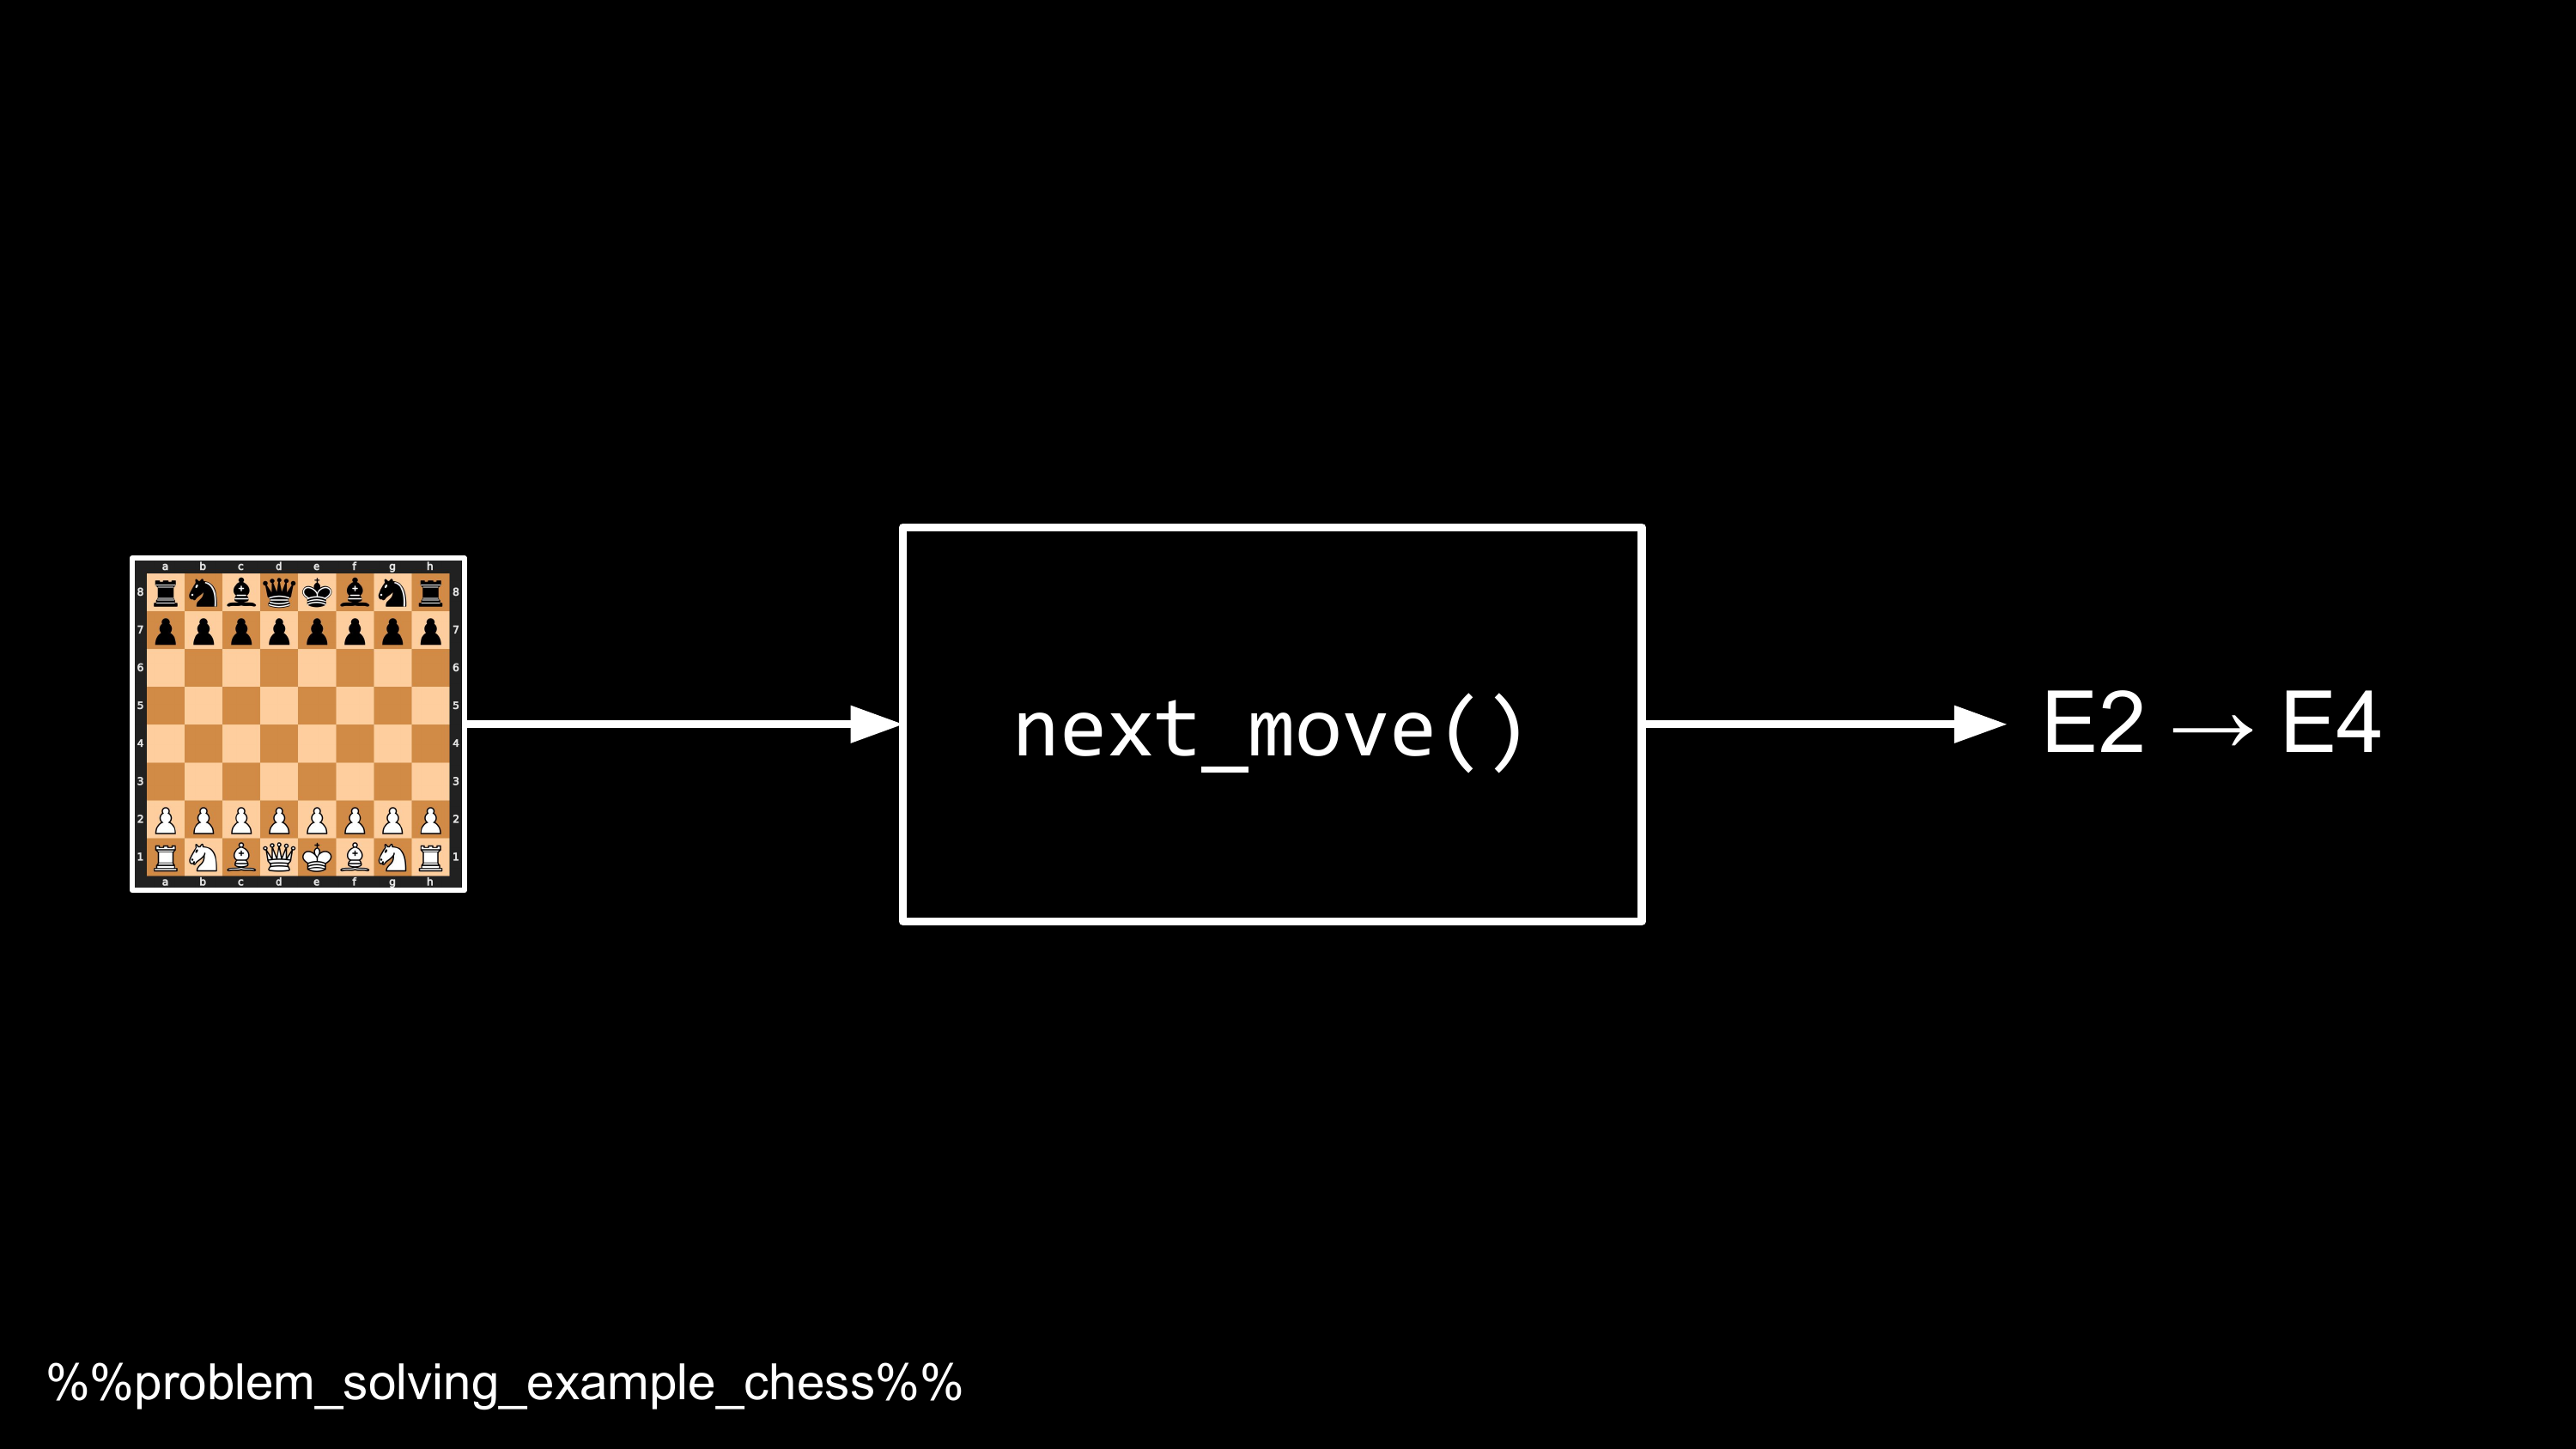 a b c d e f g h
8 8
7 7
6 6
5 5
4 4
3 3
2 2
1 1
a b c d e f g h
next_move()
E2 → E4
%%problem_solving_example_chess%%